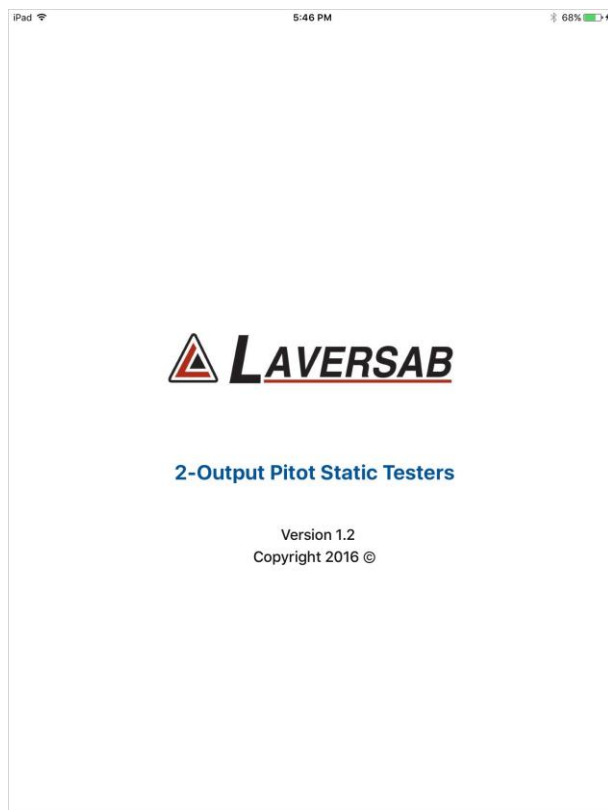 iPad
5:46 PM
68%
LAVERSAB
2-Output Pitot Static Testers
Version 1.2
Copyright 2016 ©